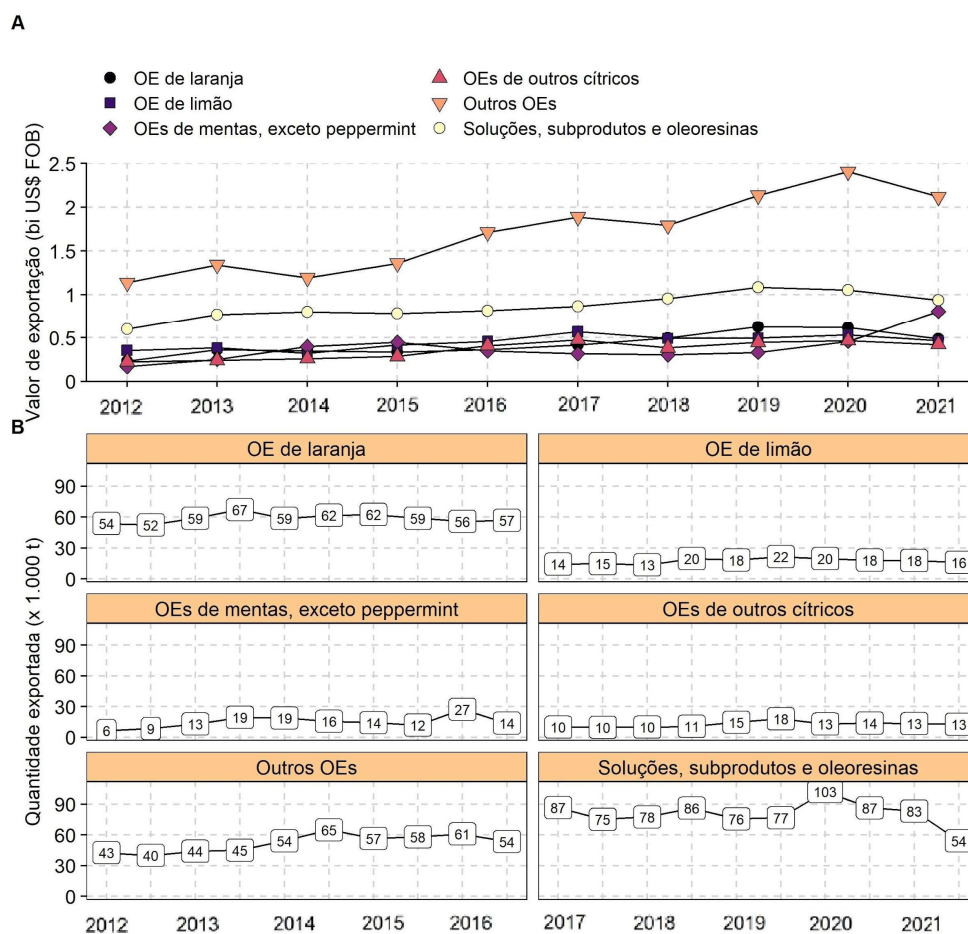 A
OE de laranja
OE de limão
OEs de mentas, exceto peppermint
OEs de outros cítricos
Outros OEs
Soluções, subprodutos e oleoresinas
Valor de exportação (bi US$ FOB)
2.5
2
1.5
1
0.5
0
2012 2013 2014 2015 2016 2017 2018 2019 2020 2021
B
Quantidade exportada (x 1.000 t)
OE de laranja
90
60
30
0
54 52 59 67 59 62 62 59 56 57
OE de limão
14 15 13 20 18 22 20 18 18 16
OEs de mentas, exceto peppermint
90
60
30
0
6 9 13 19 19 16 14 12 27 14
OEs de outros cítricos
10 10 10 11 15 18 13 14 13 13
Outros OEs
90
60
30
0
43 40 44 45 54 65 57 58 61 54
Soluções, subprodutos e oleoresinas
87 75 78 86 76 77 103 87 83 54
2012 2013 2014 2015 2016 2017 2018 2019 2020 2021